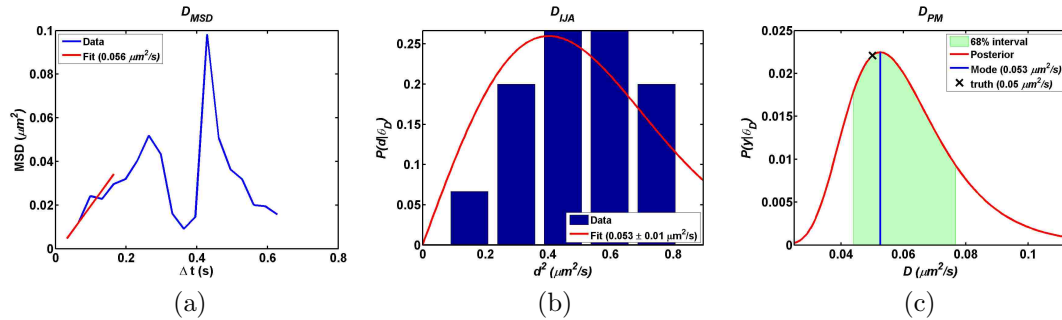 D_MSD
0.1
0.08
0.06
0.04
0.02
0
MSD (μm²)
Data
Fit (0.056 μm²/s)
0 0.2 0.4 0.6 0.8
Δ t (s)
(a)
D_IJA
0.25
0.2
0.15
0.1
0.05
0
P(d|θ_D)
Data
Fit (0.053 ± 0.01 μm²/s)
0 0.2 0.4 0.6 0.8
d² (μm²/s)
(b)
D_PM
0.025
0.02
0.015
0.01
0.005
0
P(y|θ_D)
68% interval
Posterior
Mode (0.053 μm²/s)
truth (0.05 μm²/s)
0.04 0.06 0.08 0.1
D (μm²/s)
(c)